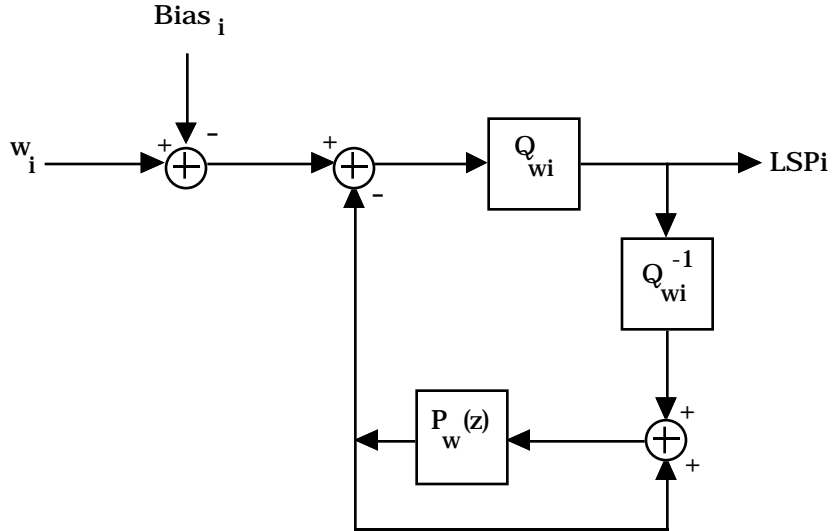 Bias i
+ -
w i
+
-
Q wi
LSPi
Q wi -1
P w (z)
+
+